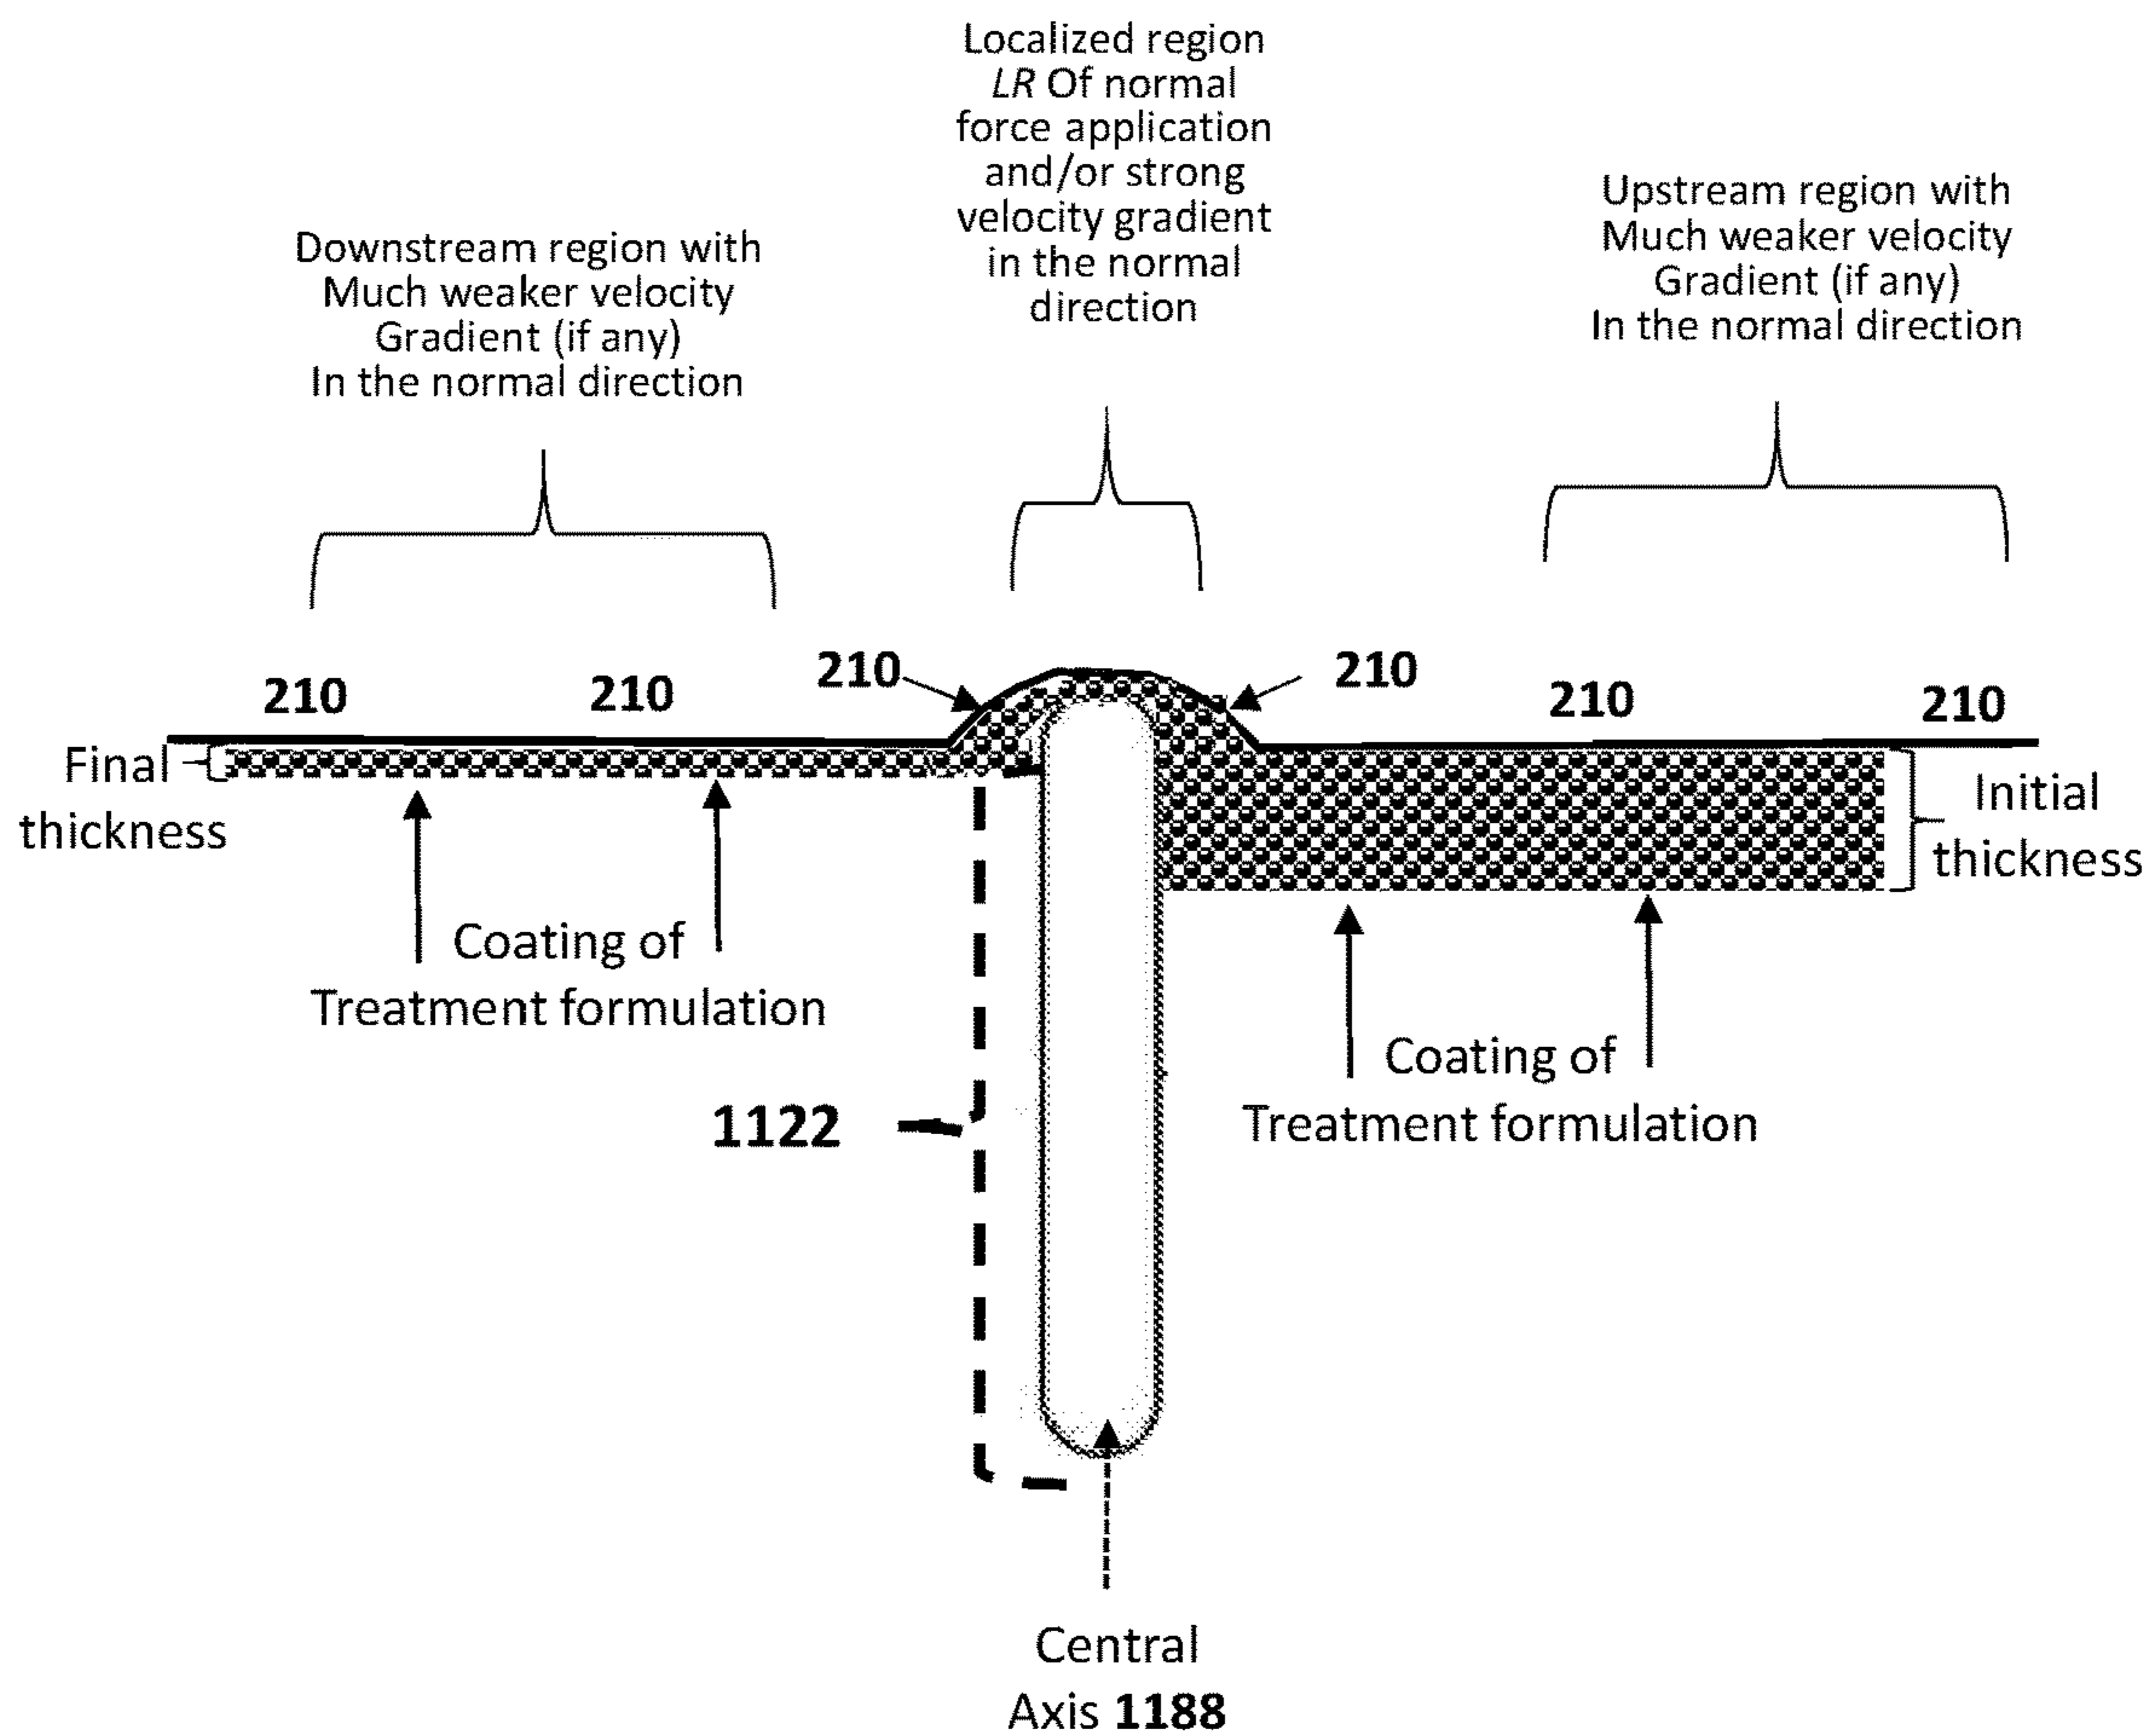 Localized region
LR Of normal
force application
and/or strong
velocity gradient
in the normal
direction
Downstream region with
Much weaker velocity
Gradient (if any)
In the normal direction
Upstream region with
Much weaker velocity
Gradient (if any)
In the normal direction
210
210
210
210
210
210
Final
thickness
Initial
thickness
Coating of
Treatment formulation
Coating of
Treatment formulation
1122
Central
Axis 1188